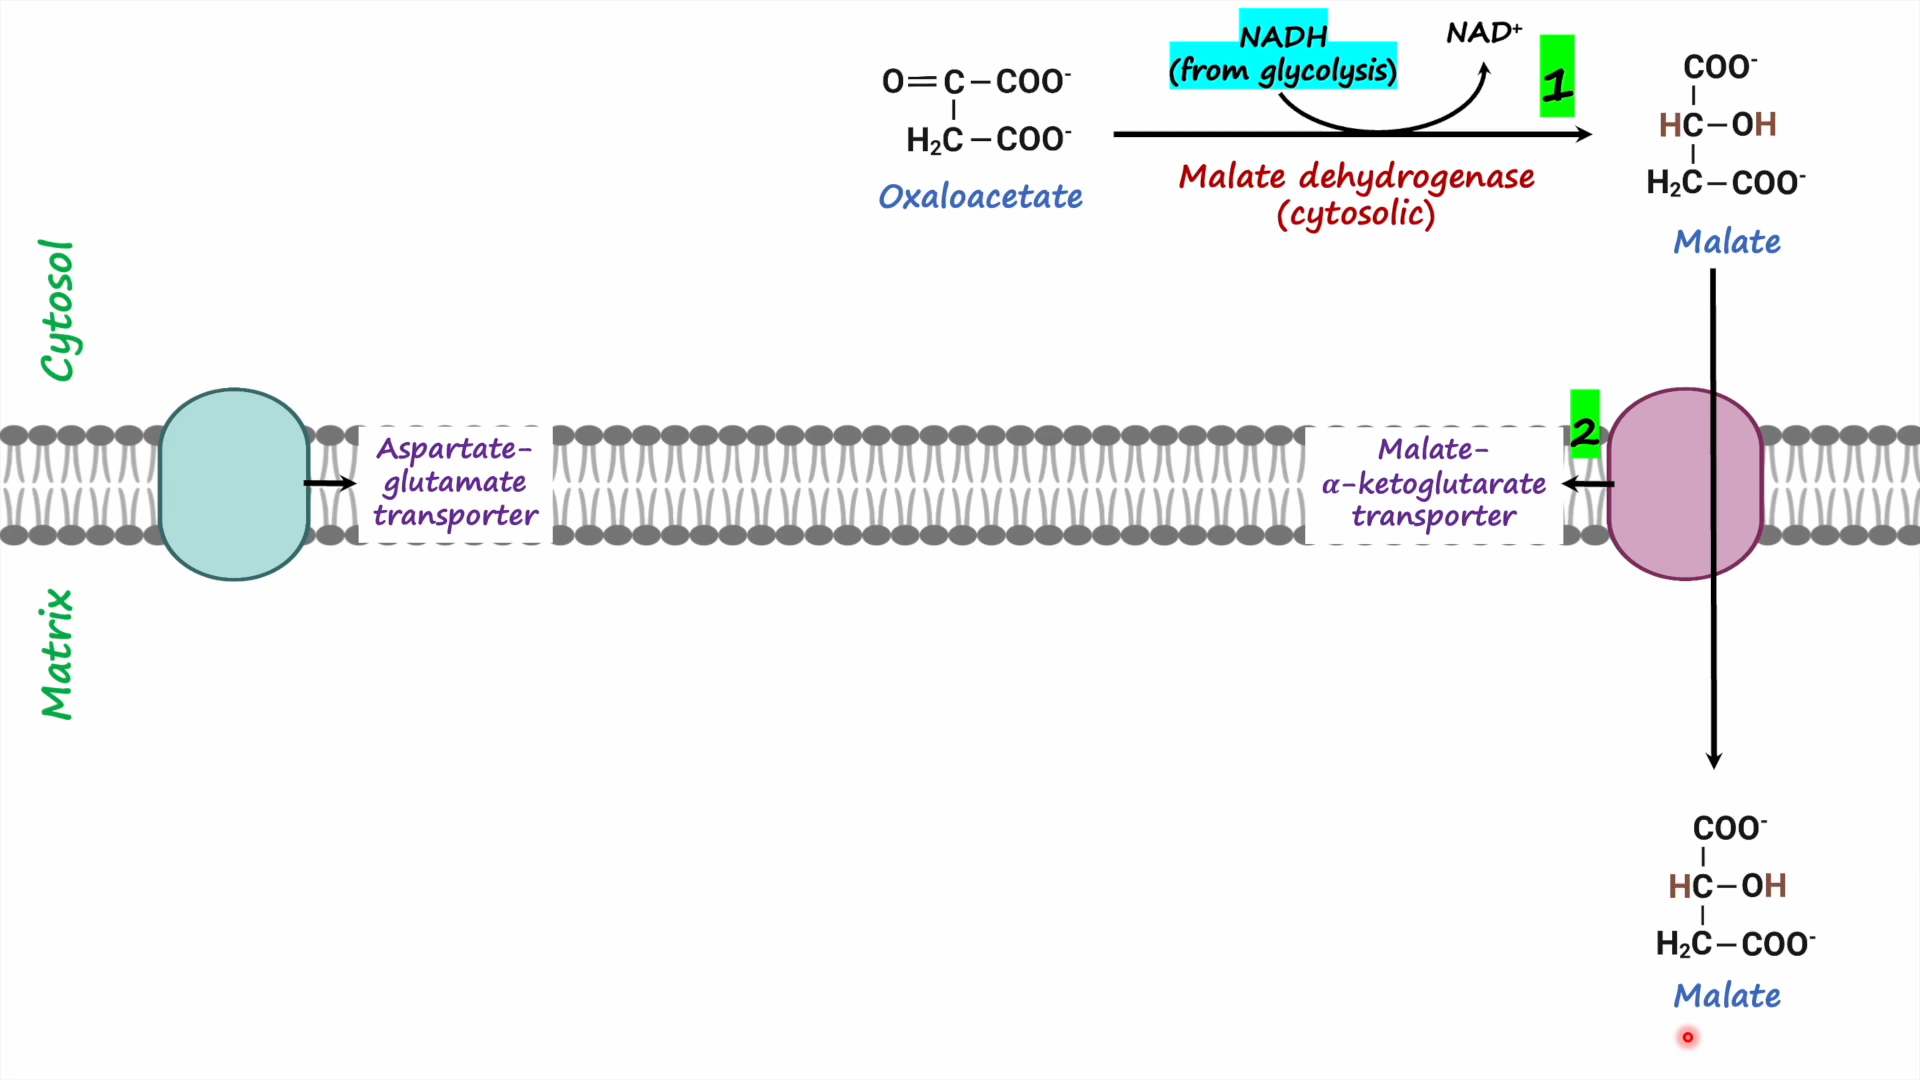 NADH
(from glycolysis)
NAD⁺
1
O=C–COO⁻
H₂C–COO⁻
Oxaloacetate
Malate dehydrogenase
(cytosolic)
COO⁻
HC–OH
H₂C–COO⁻
Malate
Cytosol
Aspartate-
glutamate
transporter
Malate-
α-ketoglutarate
transporter
2
Matrix
COO⁻
HC–OH
H₂C–COO⁻
Malate